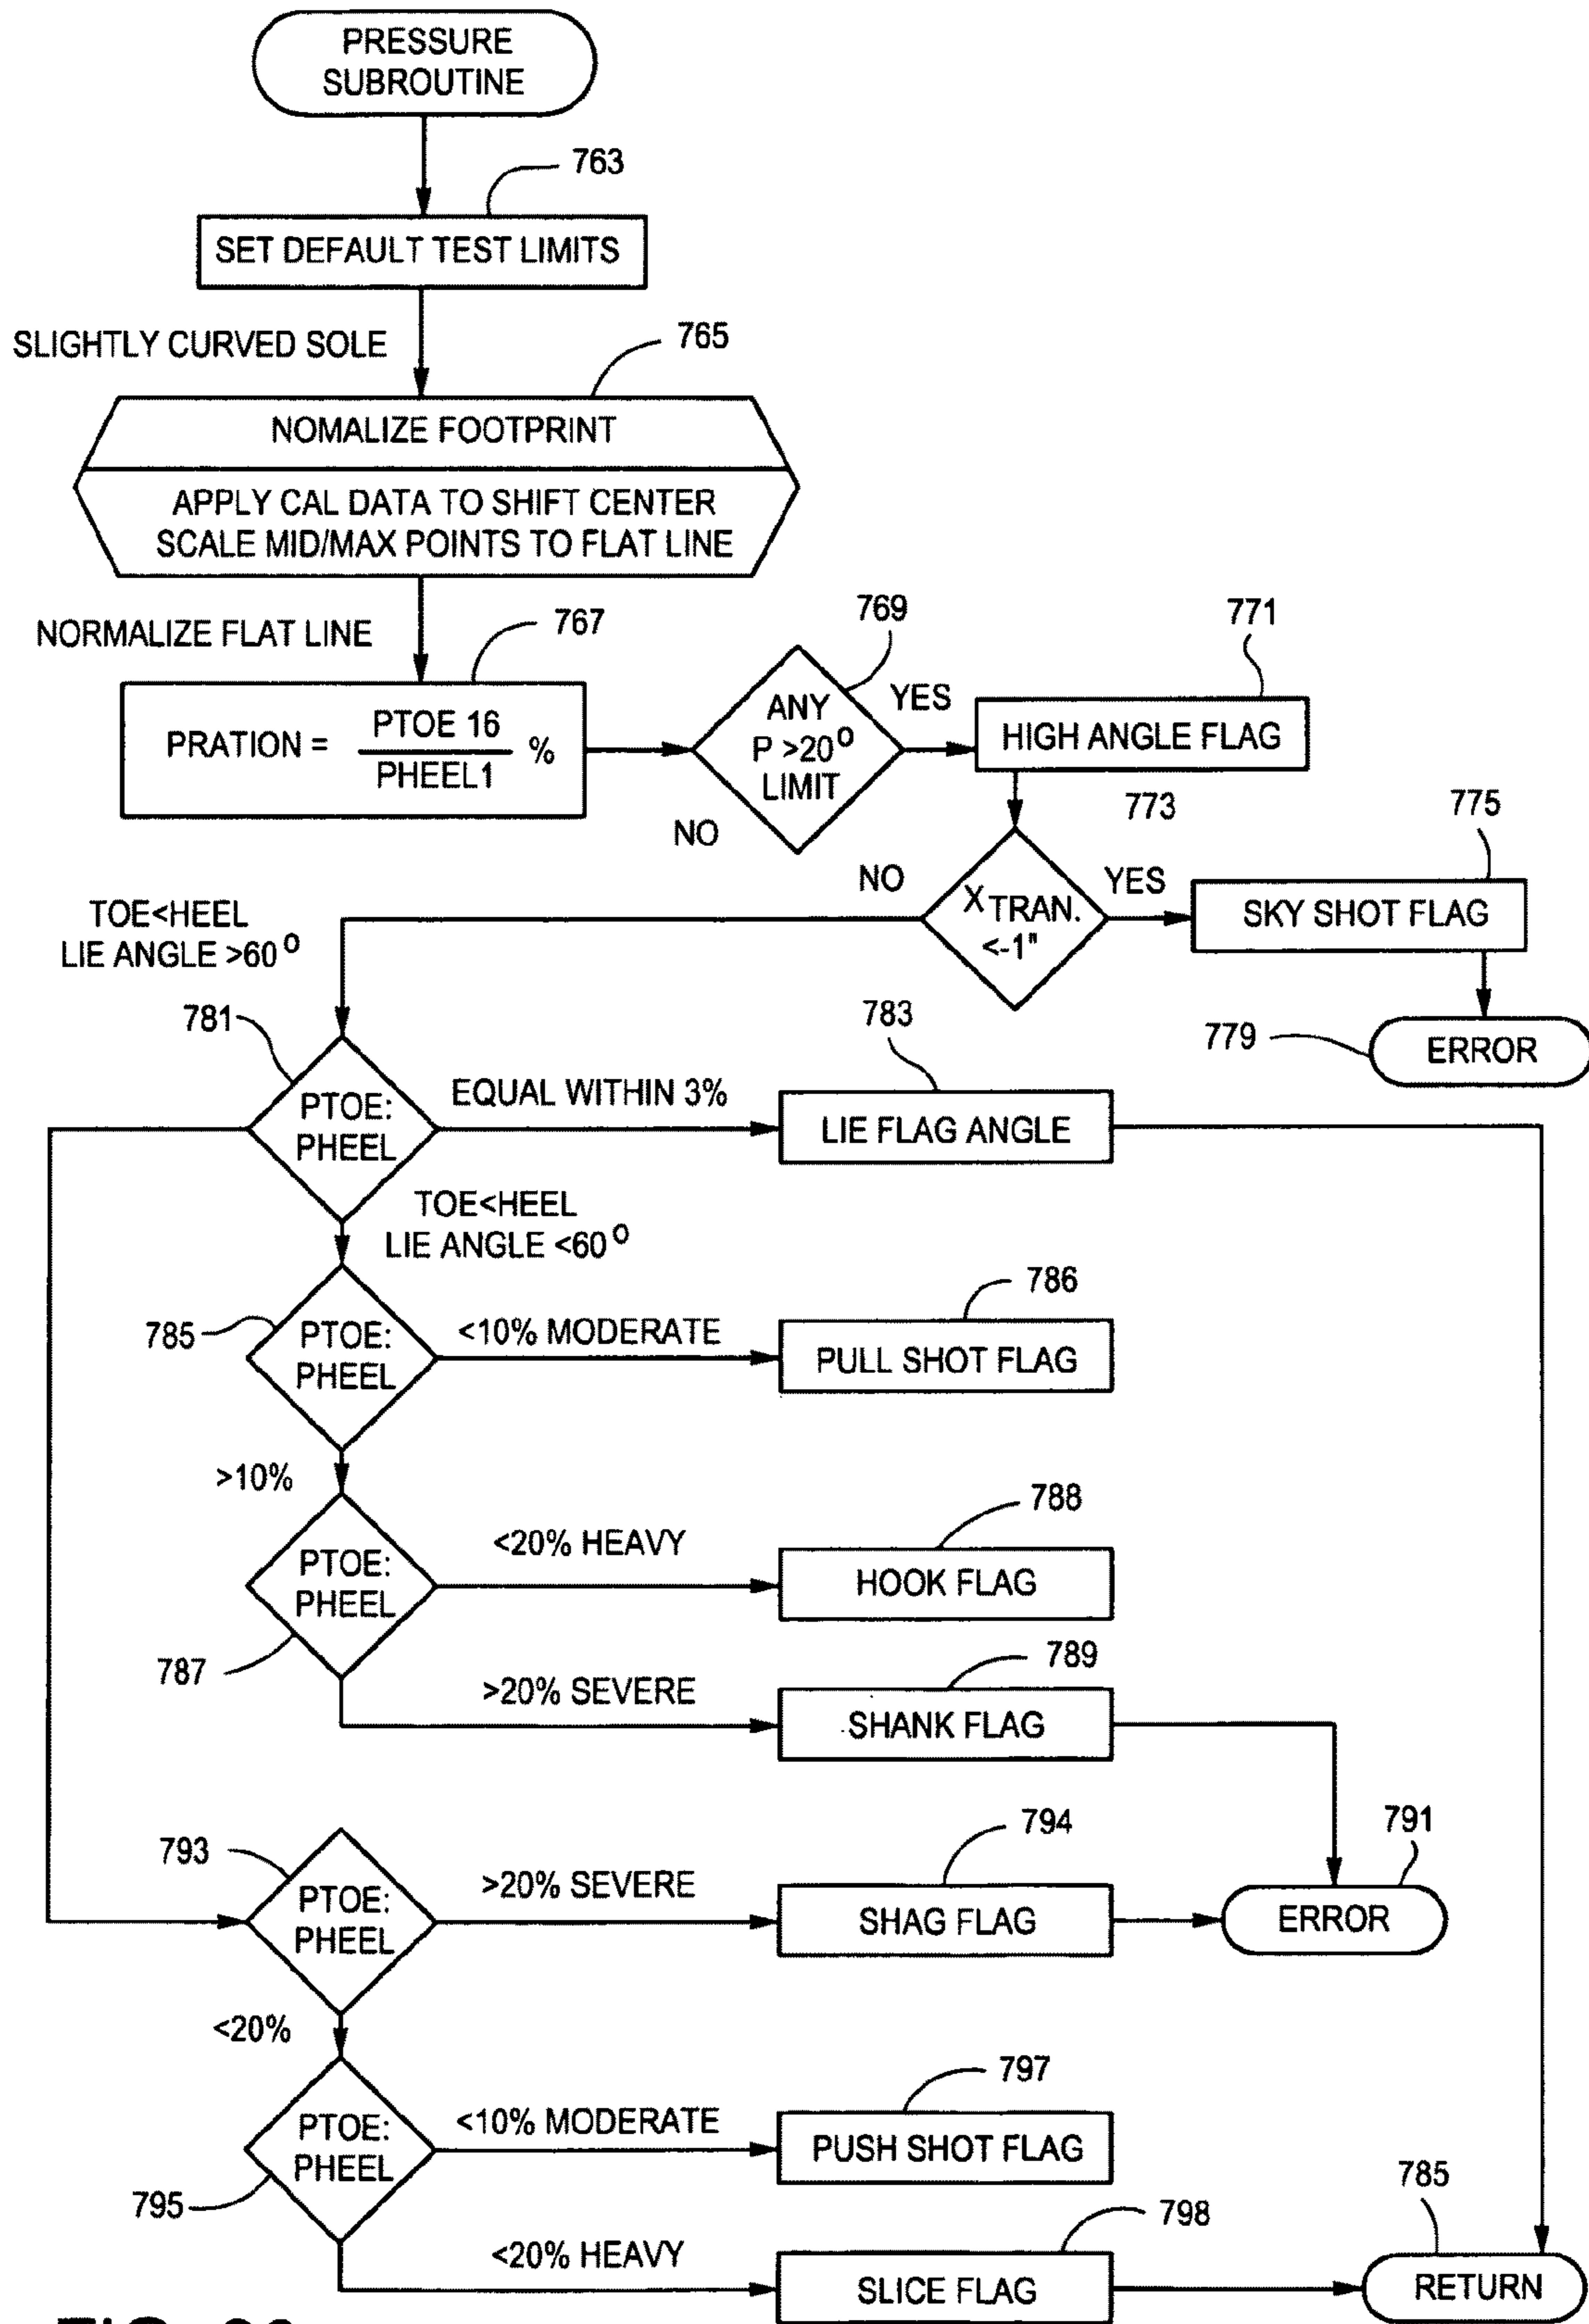 PRESSURE
SUBROUTINE
763
SET DEFAULT TEST LIMITS
SLIGHTLY CURVED SOLE
765
NOMALIZE FOOTPRINT
APPLY CAL DATA TO SHIFT CENTER
SCALE MID/MAX POINTS TO FLAT LINE
NORMALIZE FLAT LINE
767
PRATION = PTOE 16 / PHEEL1 %
769
ANY
P >20°
LIMIT
YES
NO
771
HIGH ANGLE FLAG
773
X TRAN.
<-1"
NO
YES
775
SKY SHOT FLAG
779
ERROR
TOE<HEEL
LIE ANGLE >60°
781
PTOE:
PHEEL
EQUAL WITHIN 3%
783
LIE FLAG ANGLE
TOE<HEEL
LIE ANGLE <60°
785
PTOE:
PHEEL
<10% MODERATE
786
PULL SHOT FLAG
>10%
787
PTOE:
PHEEL
<20% HEAVY
788
HOOK FLAG
>20% SEVERE
789
SHANK FLAG
791
ERROR
793
PTOE:
PHEEL
>20% SEVERE
794
SHAG FLAG
<20%
795
PTOE:
PHEEL
<10% MODERATE
797
PUSH SHOT FLAG
<20% HEAVY
798
SLICE FLAG
785
RETURN